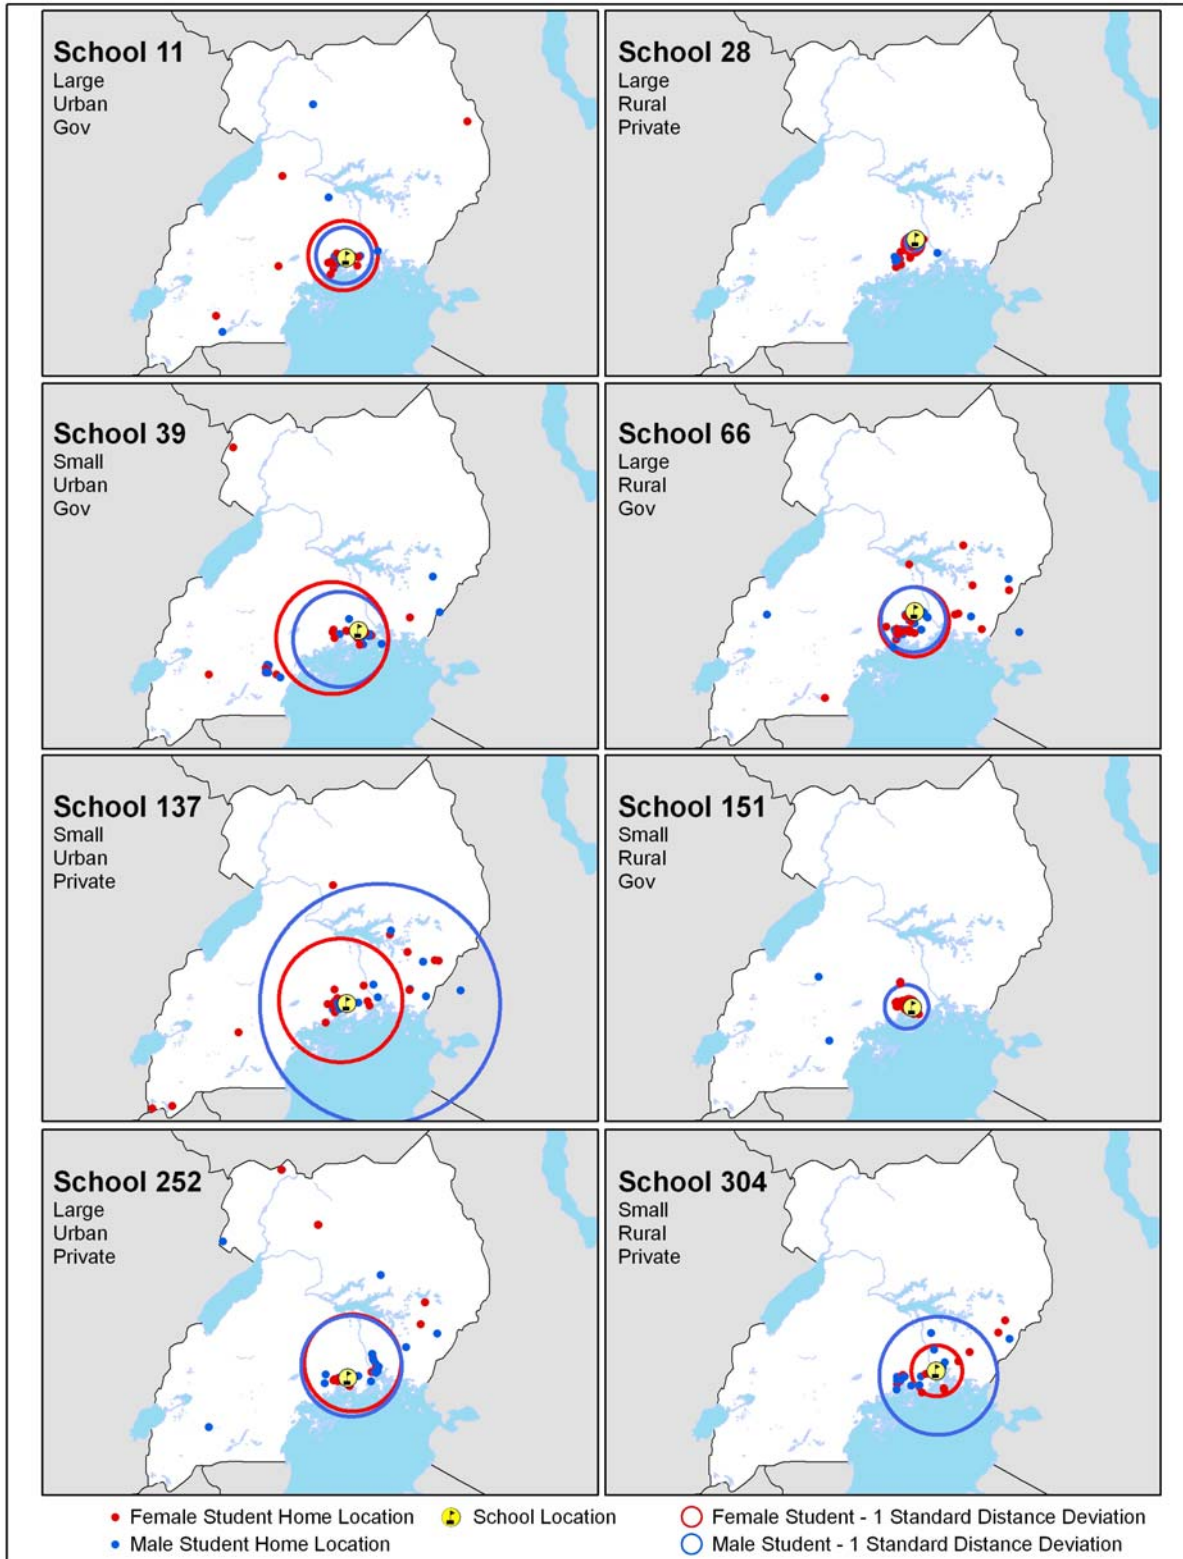 School 11
Large
Urban
Gov
School 28
Large
Rural
Private
School 39
Small
Urban
Gov
School 66
Large
Rural
Gov
School 137
Small
Urban
Private
School 151
Small
Rural
Gov
School 252
Large
Urban
Private
School 304
Small
Rural
Private
Female Student Home Location
School Location
Female Student - 1 Standard Distance Deviation
Male Student Home Location
Male Student - 1 Standard Distance Deviation